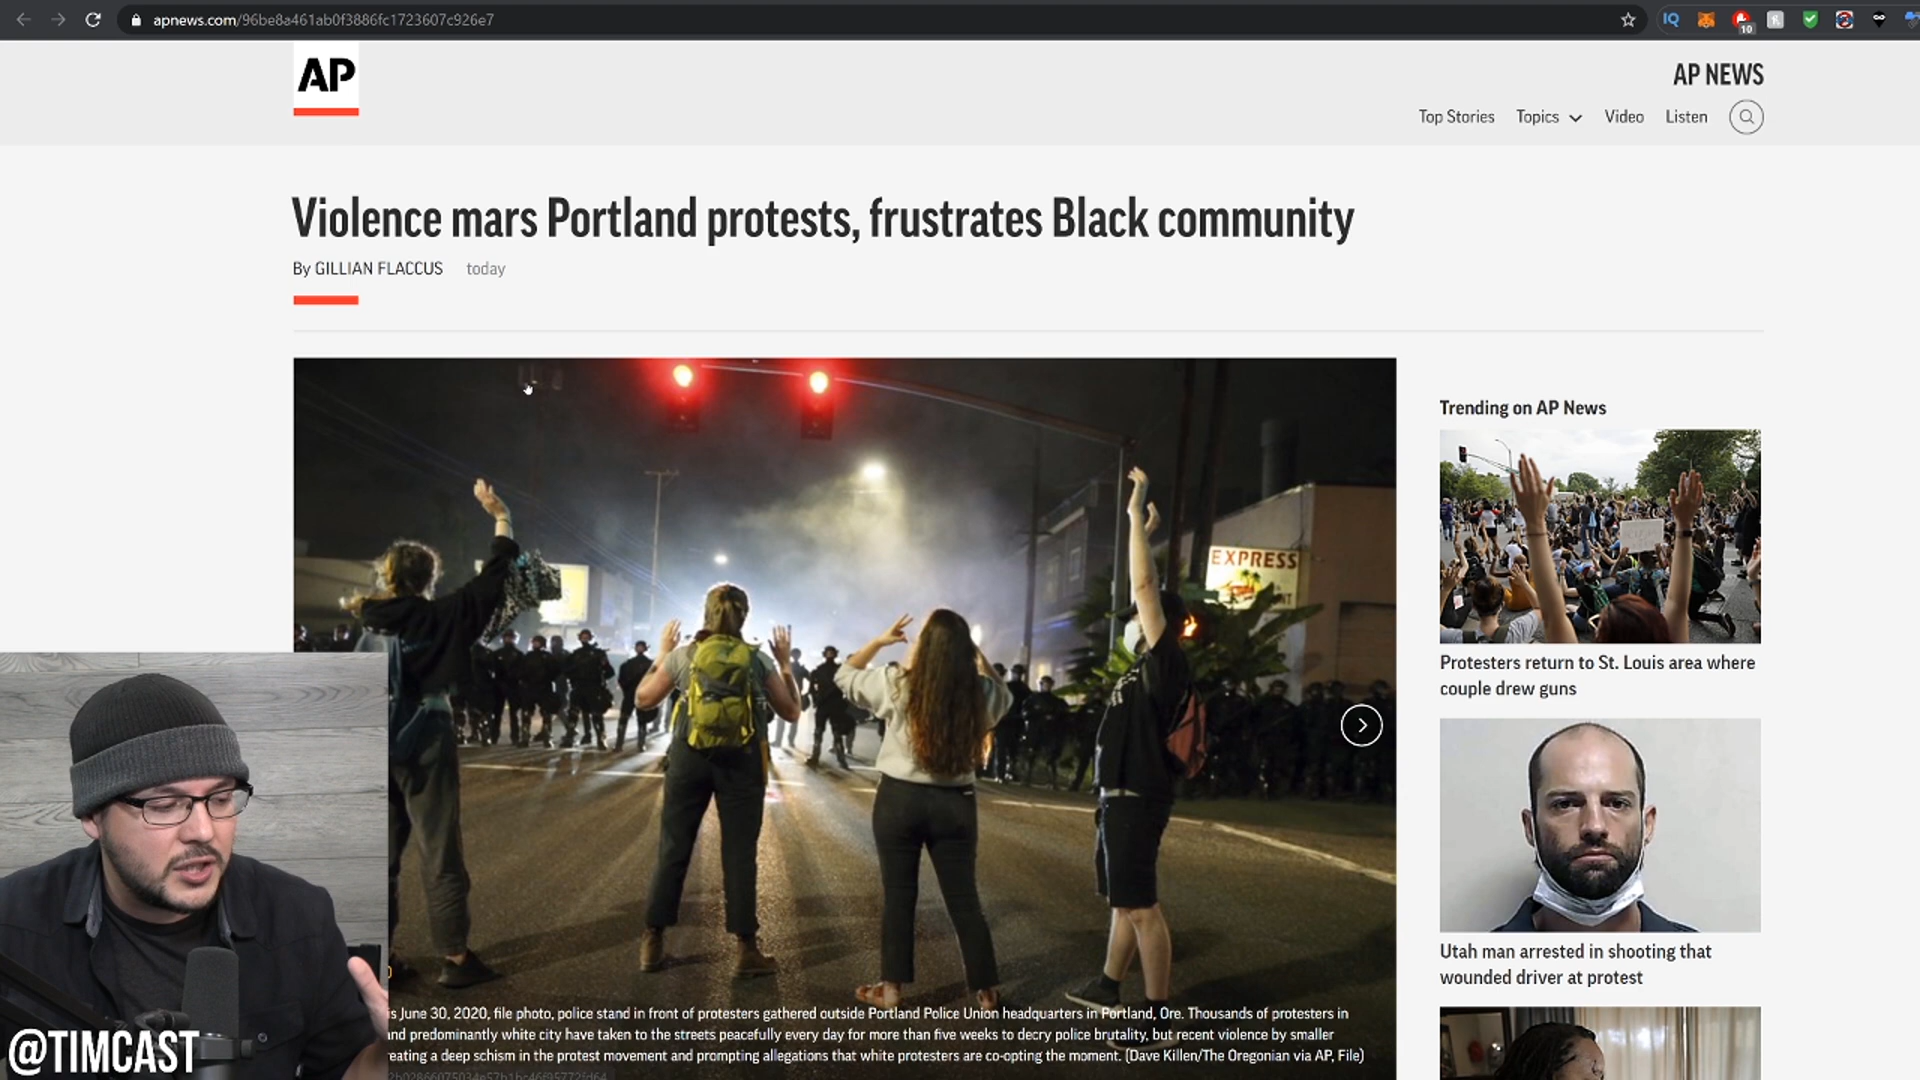 apnews.com/96be8a461ab0f3886fc1723607c926e7
IQ
10
AP
AP NEWS
Top Stories
Topics
Video
Listen
Violence mars Portland protests, frustrates Black community
By GILLIAN FLACCUS today
EXPRESS
is June 30, 2020, file photo, police stand in front of protesters gathered outside Portland Police Union headquarters in Portland, Ore. Thousands of protesters in
nd predominantly white city have taken to the streets peacefully every day for more than five weeks to decry police brutality, but recent violence by smaller
eating a deep schism in the protest movement and prompting allegations that white protesters are co-opting the moment. (Dave Killen/The Oregonian via AP, File)
Trending on AP News
Protesters return to St. Louis area where
couple drew guns
Utah man arrested in shooting that
wounded driver at protest
@TIMCAST